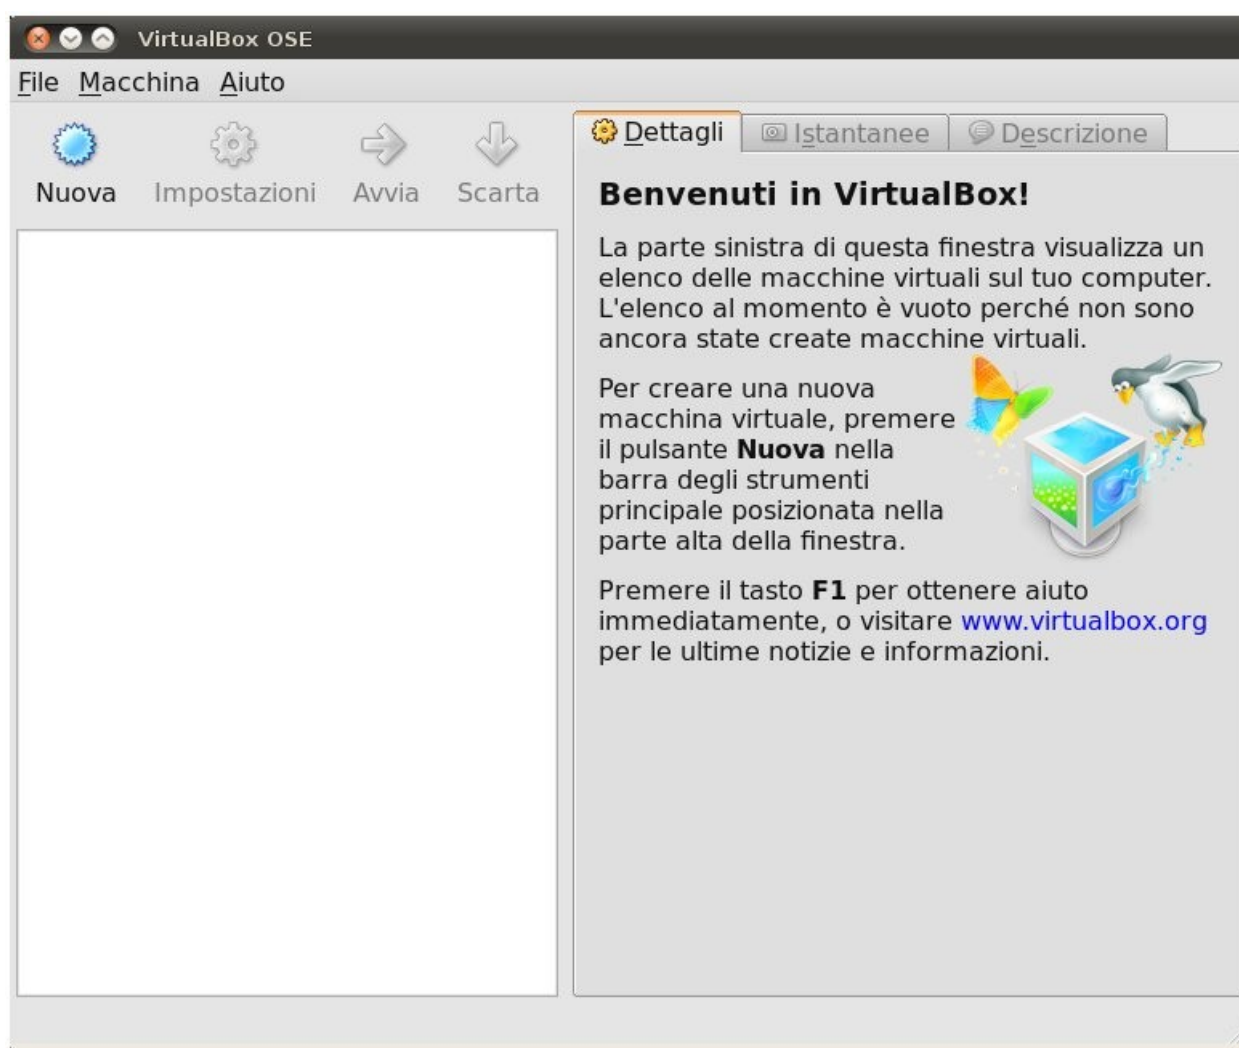 VirtualBox OSE
File Macchina Aiuto
Nuova Impostazioni Avvia Scarta
Dettagli Istantanee Descrizione
Benvenuti in VirtualBox!
La parte sinistra di questa finestra visualizza un
elenco delle macchine virtuali sul tuo computer.
L'elenco al momento è vuoto perché non sono
ancora state create macchine virtuali.
Per creare una nuova
macchina virtuale, premere
il pulsante Nuova nella
barra degli strumenti
principale posizionata nella
parte alta della finestra.
Premere il tasto F1 per ottenere aiuto
immediatamente, o visitare www.virtualbox.org
per le ultime notizie e informazioni.